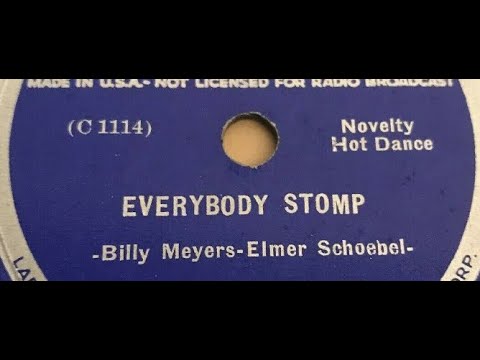 MADE IN U.S.A.- NOT LICENSED FOR RADIO BROADCAST
(C 1114)
Novelty
Hot Dance
EVERYBODY STOMP
-Billy Meyers-Elmer Schoebel-